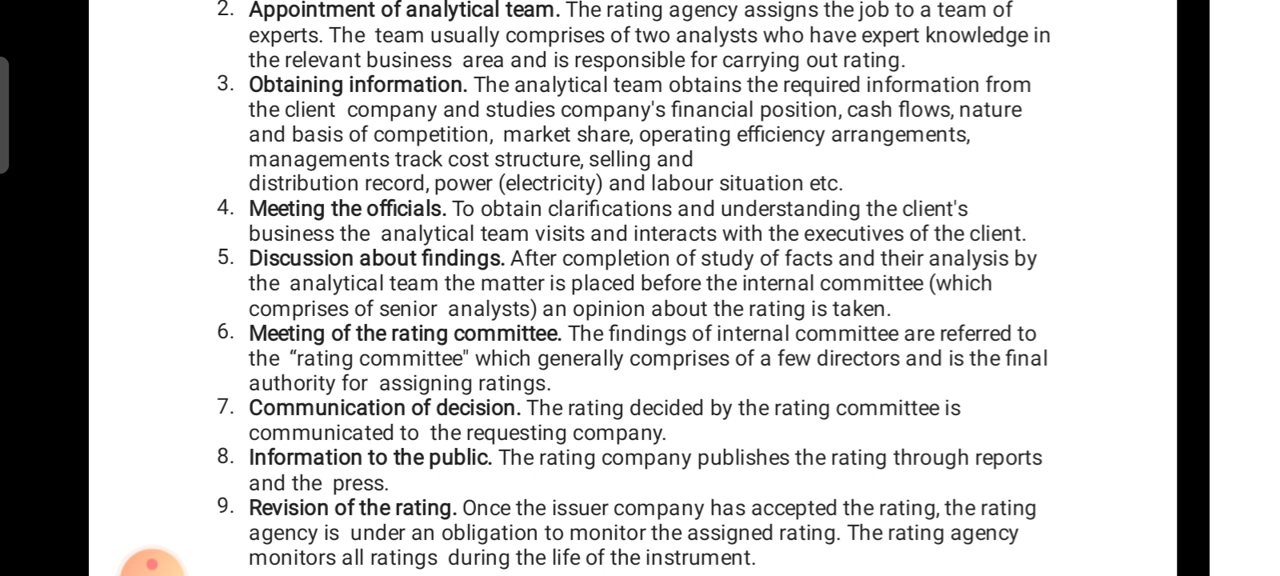 2. Appointment of analytical team. The rating agency assigns the job to a team of
experts. The team usually comprises of two analysts who have expert knowledge in
the relevant business area and is responsible for carrying out rating.
3. Obtaining information. The analytical team obtains the required information from
the client company and studies company's financial position, cash flows, nature
and basis of competition, market share, operating efficiency arrangements,
managements track cost structure, selling and
distribution record, power (electricity) and labour situation etc.
4. Meeting the officials. To obtain clarifications and understanding the client's
business the analytical team visits and interacts with the executives of the client.
5. Discussion about findings. After completion of study of facts and their analysis by
the analytical team the matter is placed before the internal committee (which
comprises of senior analysts) an opinion about the rating is taken.
6. Meeting of the rating committee. The findings of internal committee are referred to
the “rating committee" which generally comprises of a few directors and is the final
authority for assigning ratings.
7. Communication of decision. The rating decided by the rating committee is
communicated to the requesting company.
8. Information to the public. The rating company publishes the rating through reports
and the press.
9. Revision of the rating. Once the issuer company has accepted the rating, the rating
agency is under an obligation to monitor the assigned rating. The rating agency
monitors all ratings during the life of the instrument.